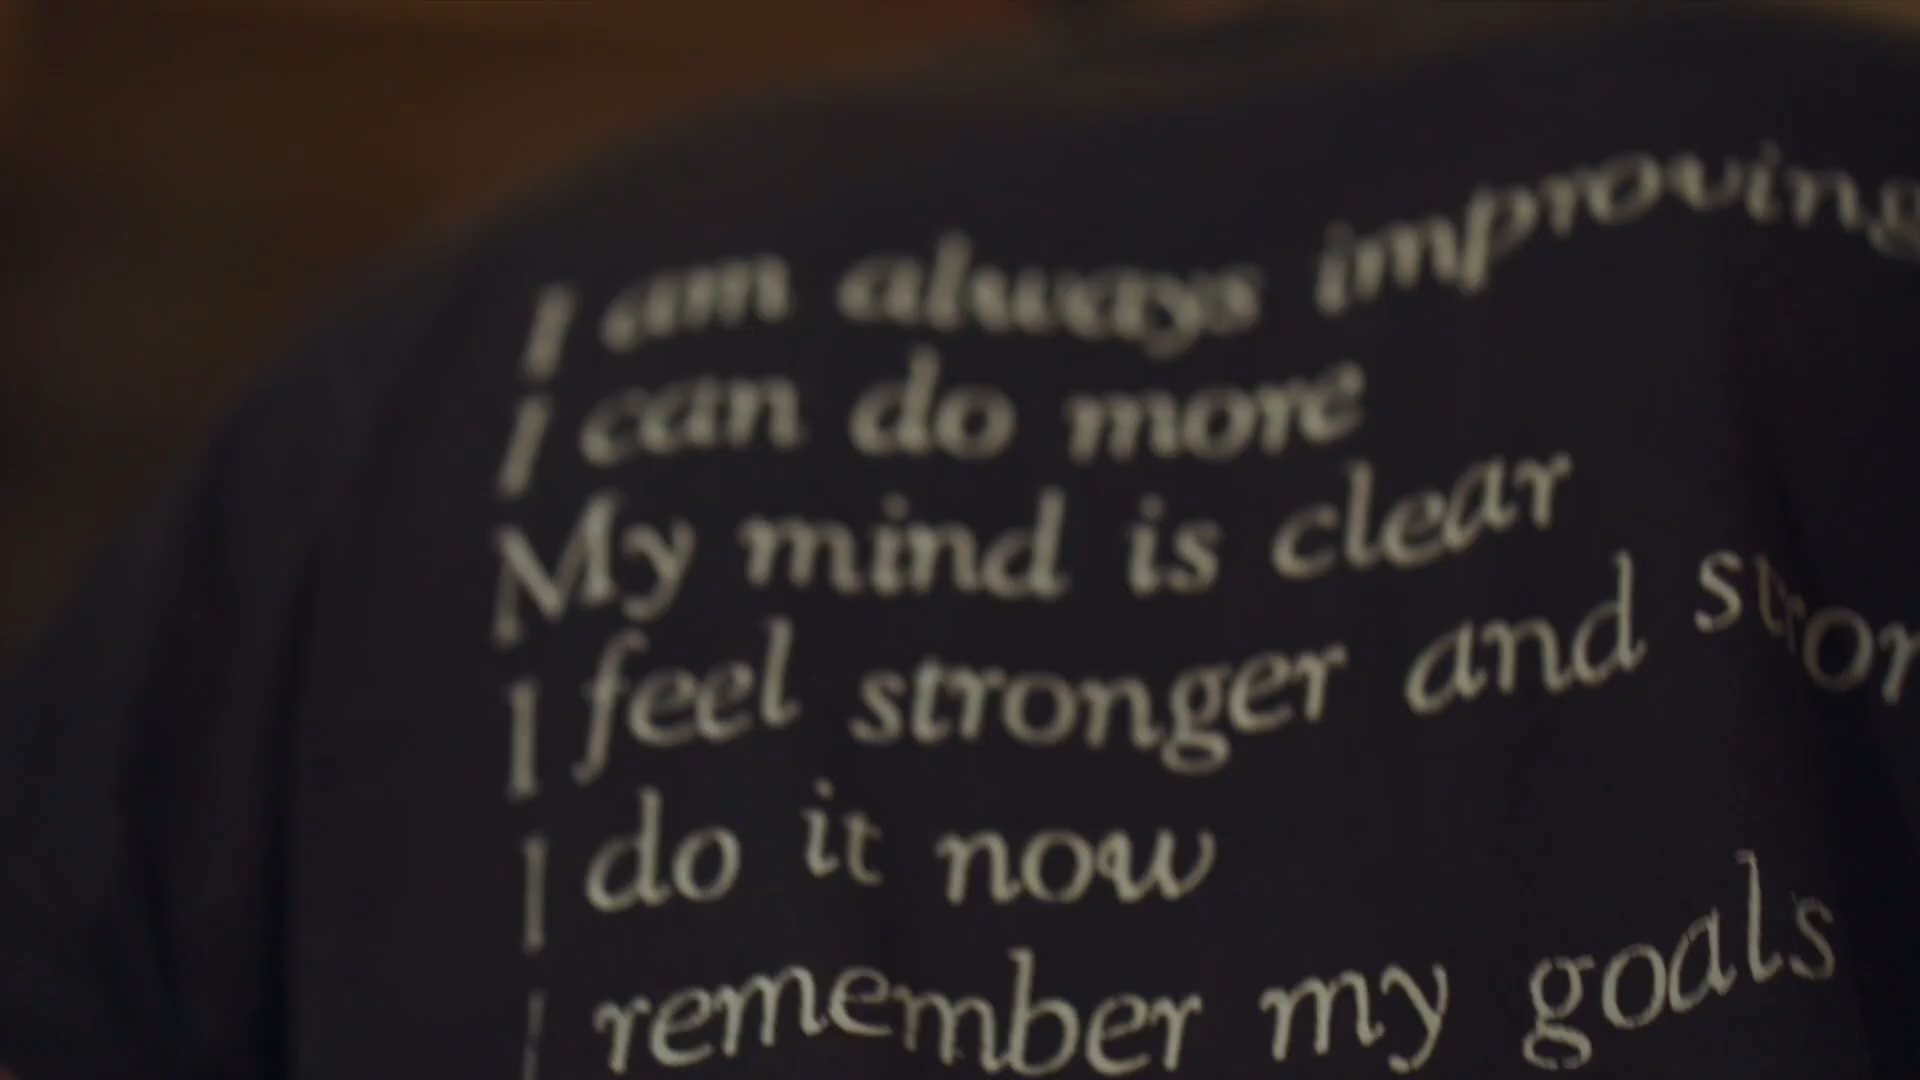 I am always improving
I can do more
My mind is clear
I feel stronger and
I do it now
I remember my goals